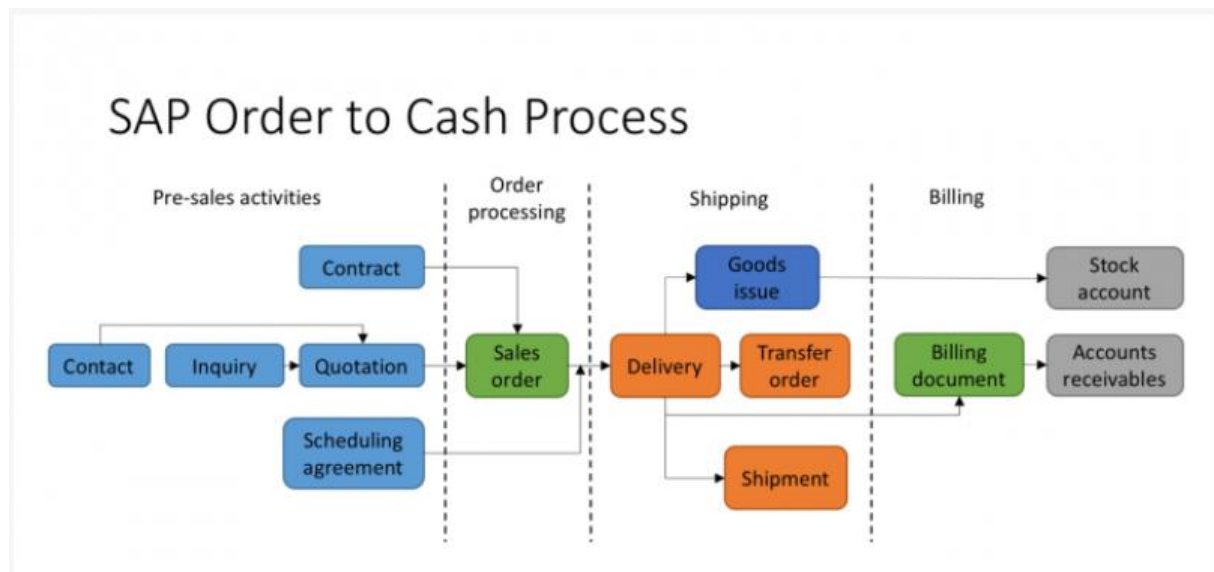 SAP Order to Cash Process
Pre-sales activities
Order
processing
Shipping
Billing
Contract
Goods
issue
Stock
account
Contact
Inquiry
Quotation
Sales
order
Delivery
Transfer
order
Billing
document
Accounts
receivables
Scheduling
agreement
Shipment